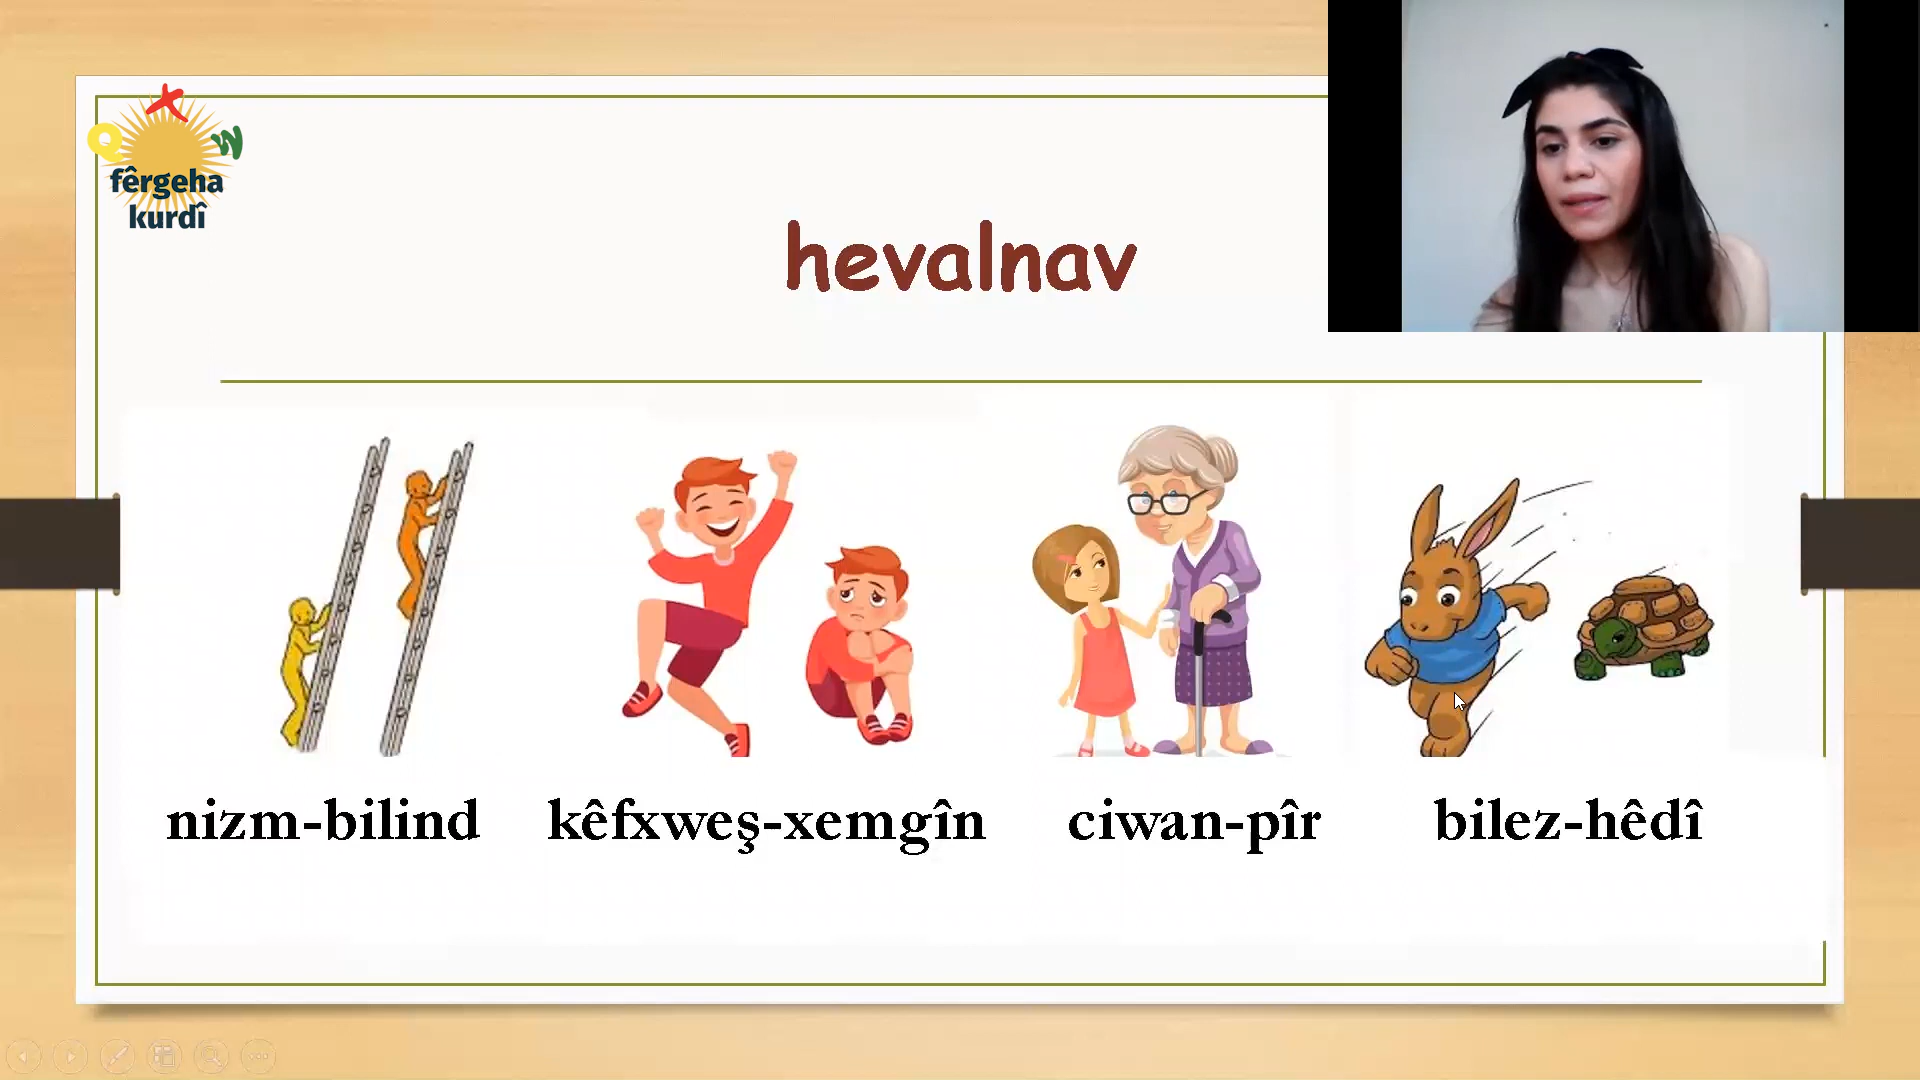 Q X W
fêrgeha
kurdî
hevalnav
nizm-bilind
kêfxweş-xemgîn
ciwan-pîr
bilez-hêdî